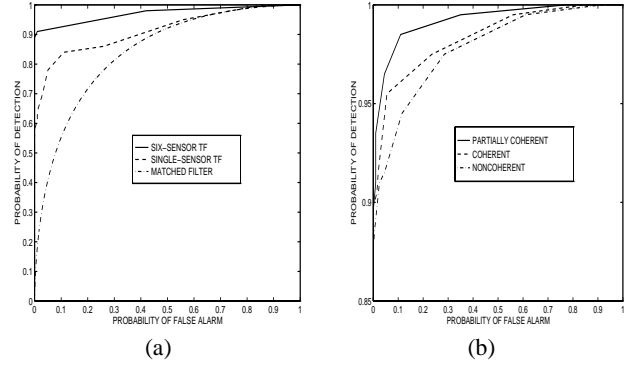 1
0.9
0.8
0.7
0.6
0.5
0.4
0.3
0.2
0.1
0
PROBABILITY OF DETECTION
SIX-SENSOR TF
SINGLE-SENSOR TF
MATCHED FILTER
0 0.1 0.2 0.3 0.4 0.5 0.6 0.7 0.8 0.9 1
PROBABILITY OF FALSE ALARM
(a)
1
0.95
0.9
0.85
PROBABILITY OF DETECTION
PARTIALLY COHERENT
COHERENT
NONCOHERENT
0 0.1 0.2 0.3 0.4 0.5 0.6 0.7 0.8 0.9 1
PROBABILITY OF FALSE ALARM
(b)